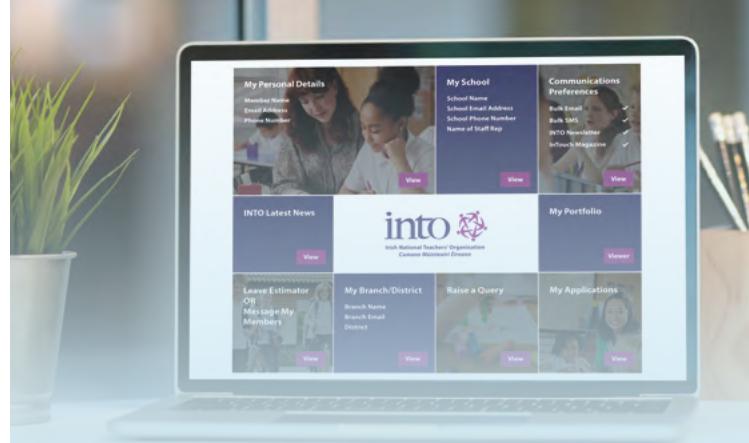 My Personal Details
Member Name
Email Address
Phone Number
View
My School
School Name
School Email Address
School Phone Number
Name of Staff Rep
View
Communications
Preferences
Bulk Email
Bulk SMS
INTO Newsletter
InTouch Magazine
View
INTO Latest News
View
into
Irish National Teachers' Organisation
Cumann Múinteoirí Éireann
My Portfolio
Viewer
Leave Estimator
OR
Message My
Members
View
My Branch/District
Branch Name
Branch Email
District
View
Raise a Query
View
My Applications
View